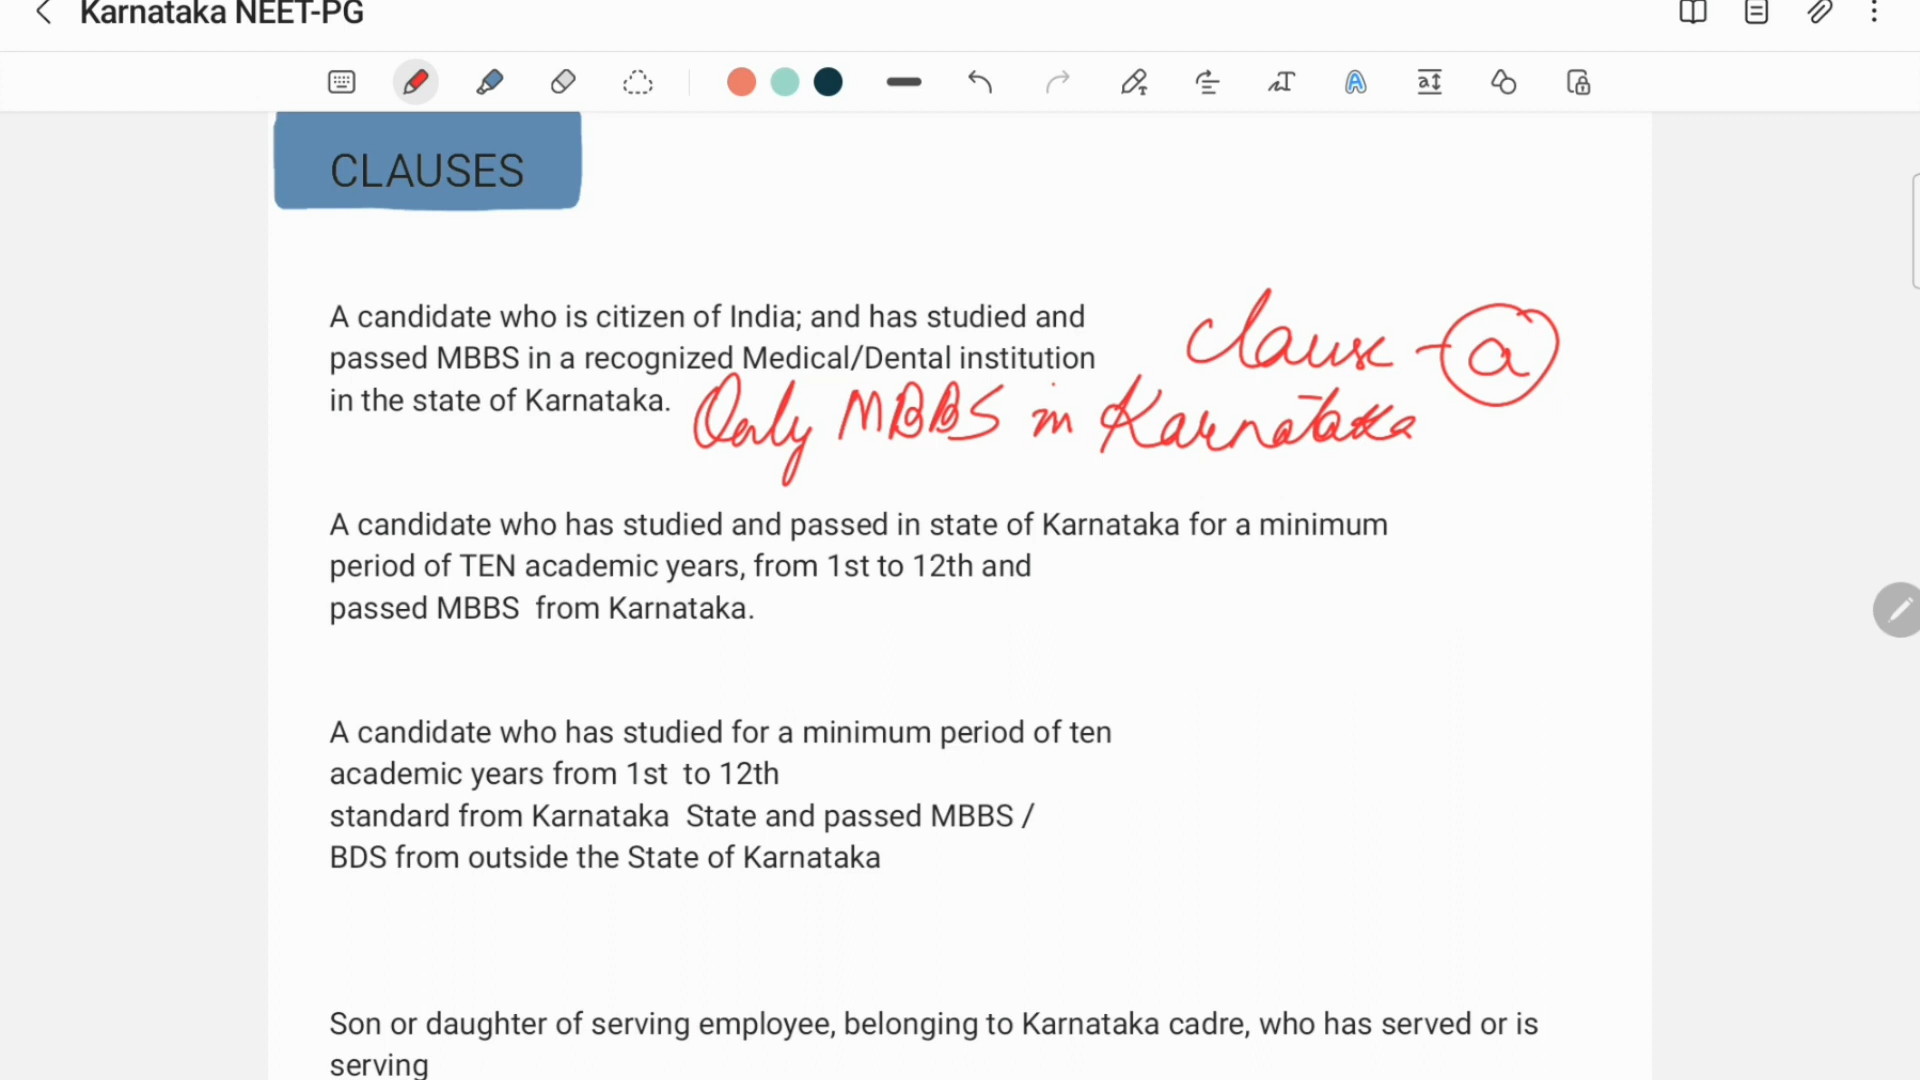 Karnataka NEET-PG
CLAUSES
A candidate who is citizen of India; and has studied and
passed MBBS in a recognized Medical/Dental institution
in the state of Karnataka.
Clause - a
Only MBBS in Karnataka
A candidate who has studied and passed in state of Karnataka for a minimum
period of TEN academic years, from 1st to 12th and
passed MBBS from Karnataka.
A candidate who has studied for a minimum period of ten
academic years from 1st to 12th
standard from Karnataka State and passed MBBS /
BDS from outside the State of Karnataka
Son or daughter of serving employee, belonging to Karnataka cadre, who has served or is
serving